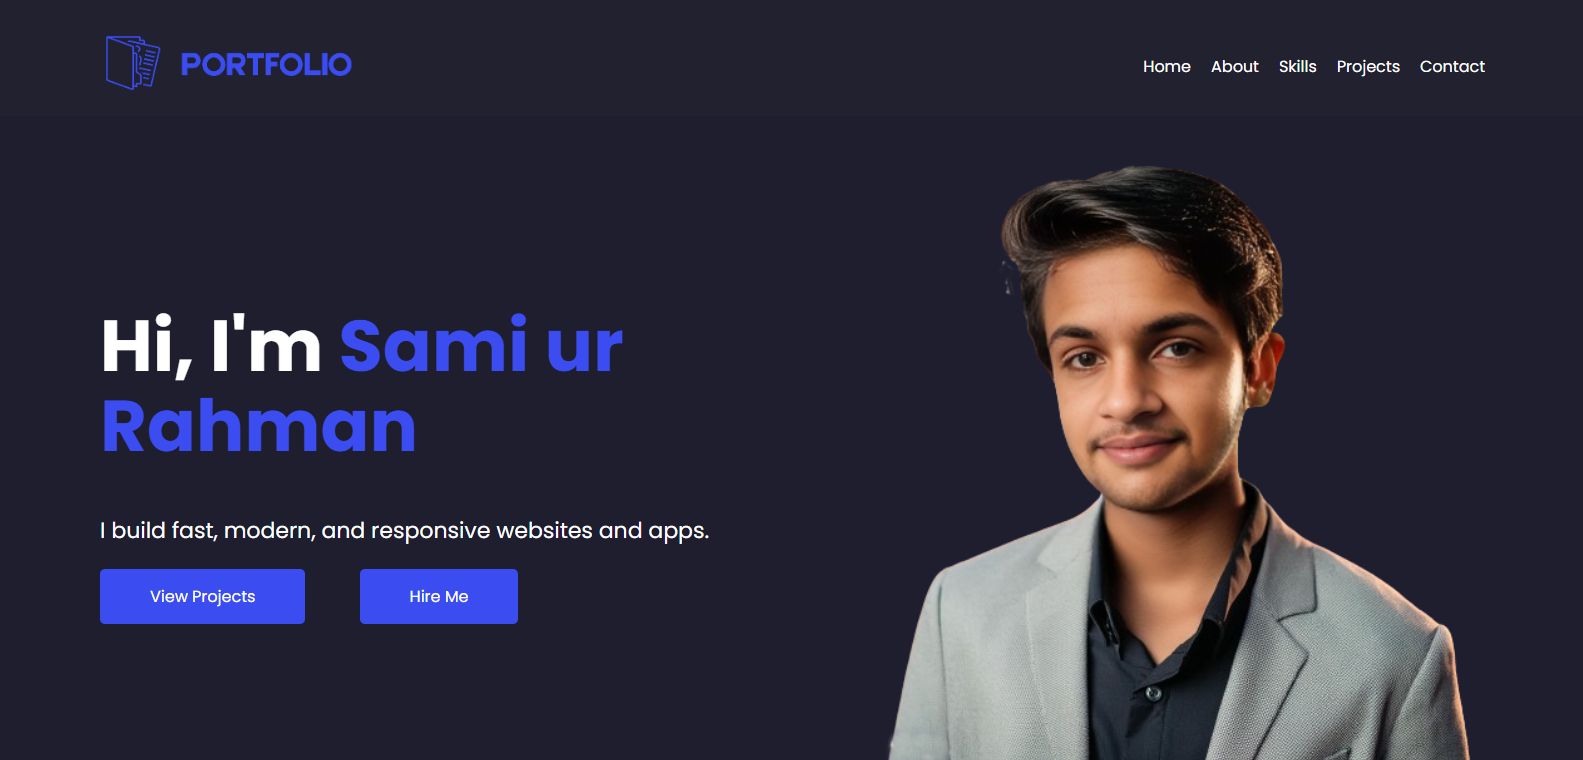 PORTFOLIO
Home About Skills Projects Contact
Hi, I'm Sami ur
Rahman
I build fast, modern, and responsive websites and apps.
View Projects Hire Me